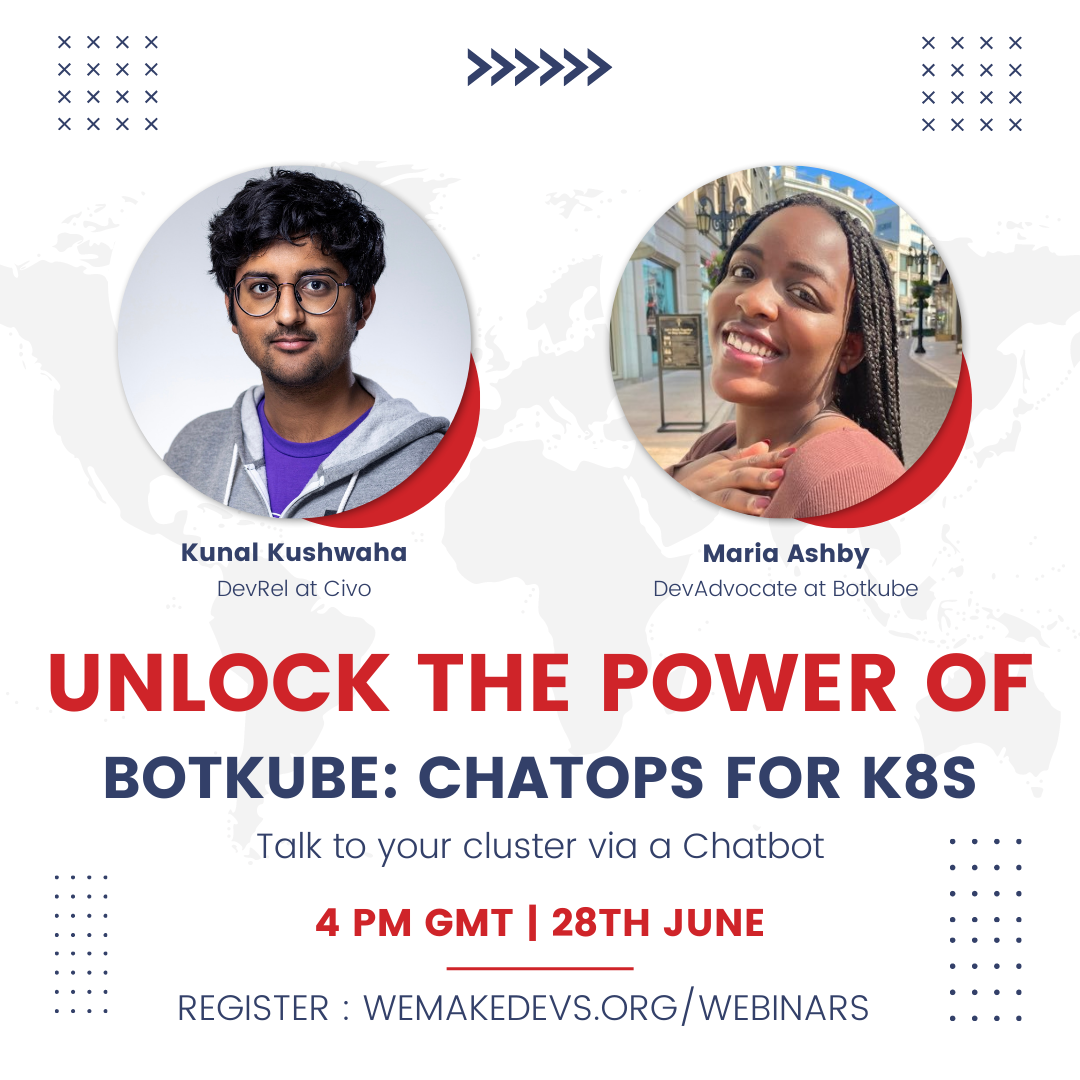 Kunal Kushwaha
DevRel at Civo
Maria Ashby
DevAdvocate at Botkube
UNLOCK THE POWER OF
BOTKUBE: CHATOPS FOR K8S
Talk to your cluster via a Chatbot
4 PM GMT | 28TH JUNE
REGISTER : WEMAKEDEVS.ORG/WEBINARS